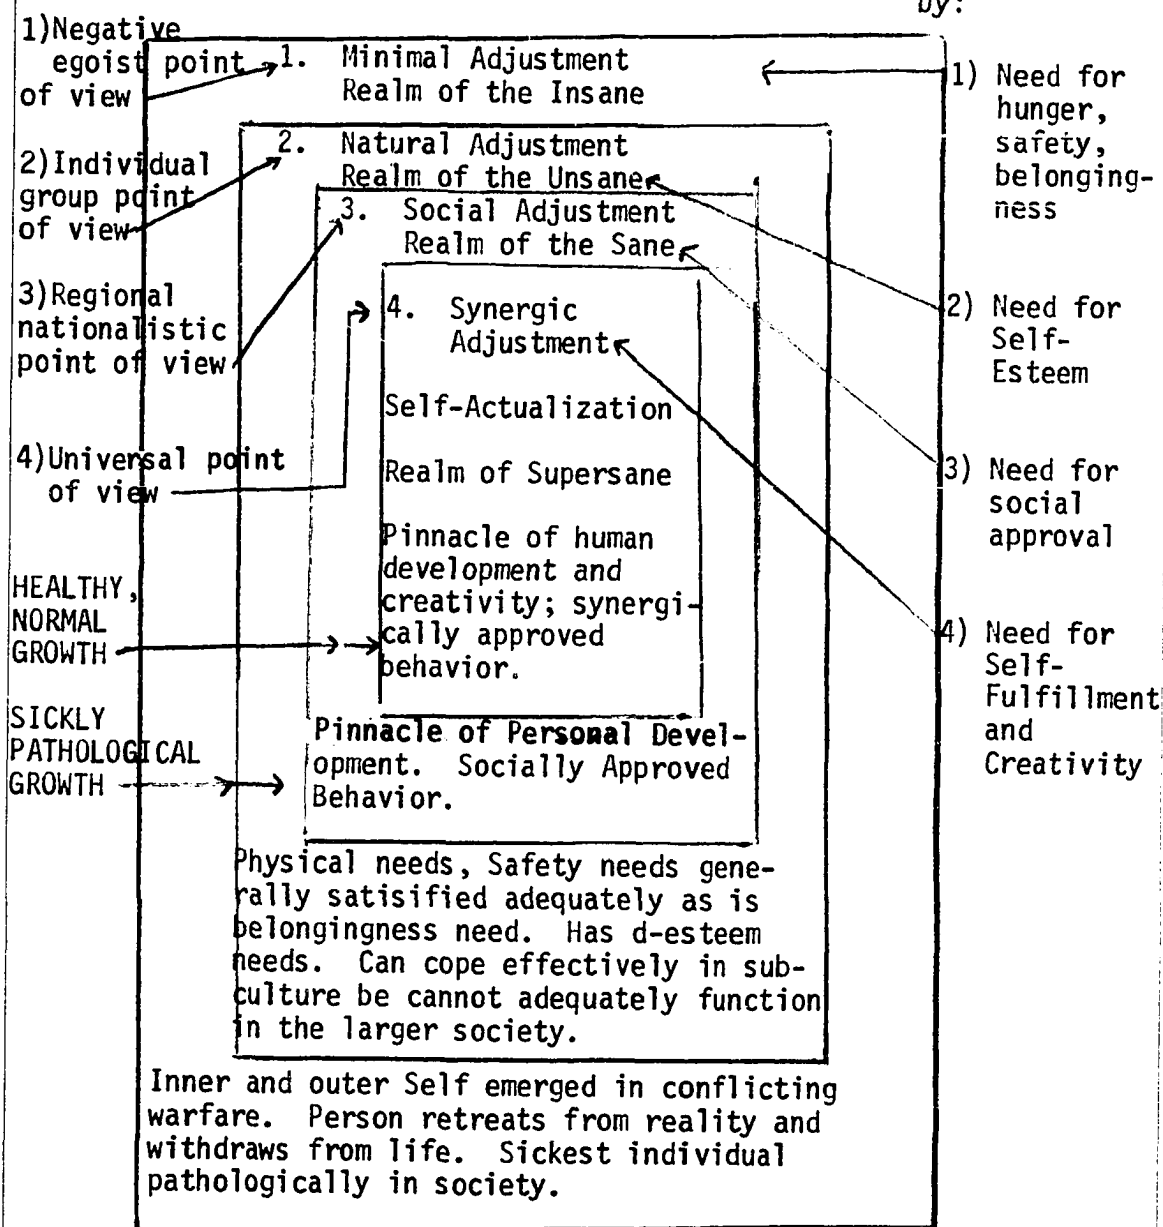 by:
1)Negative
egoist point
of view
2)Individual
group point
of view
3)Regional
nationalistic
point of view
4)Universal point
of view
HEALTHY,
NORMAL
GROWTH
SICKLY
PATHOLOGICAL
GROWTH
1. Minimal Adjustment
Realm of the Insane
2. Natural Adjustment
Realm of the Unsane
3. Social Adjustment
Realm of the Sane
4. Synergic
Adjustment
Self-Actualization
Realm of Supersane
Pinnacle of human
development and
creativity; synergi-
cally approved
behavior.
Pinnacle of Personal Devel-
opment. Socially Approved
Behavior.
Physical needs, Safety needs gene-
rally satisified adequately as is
belongingness need. Has d-esteem
needs. Can cope effectively in sub-
culture be cannot adequately function
in the larger society.
Inner and outer Self emerged in conflicting
warfare. Person retreats from reality and
withdraws from life. Sickest individual
pathologically in society.
1) Need for
hunger,
safety,
belonging-
ness
2) Need for
Self-
Esteem
3) Need for
social
approval
4) Need for
Self-
Fulfillment
and
Creativity